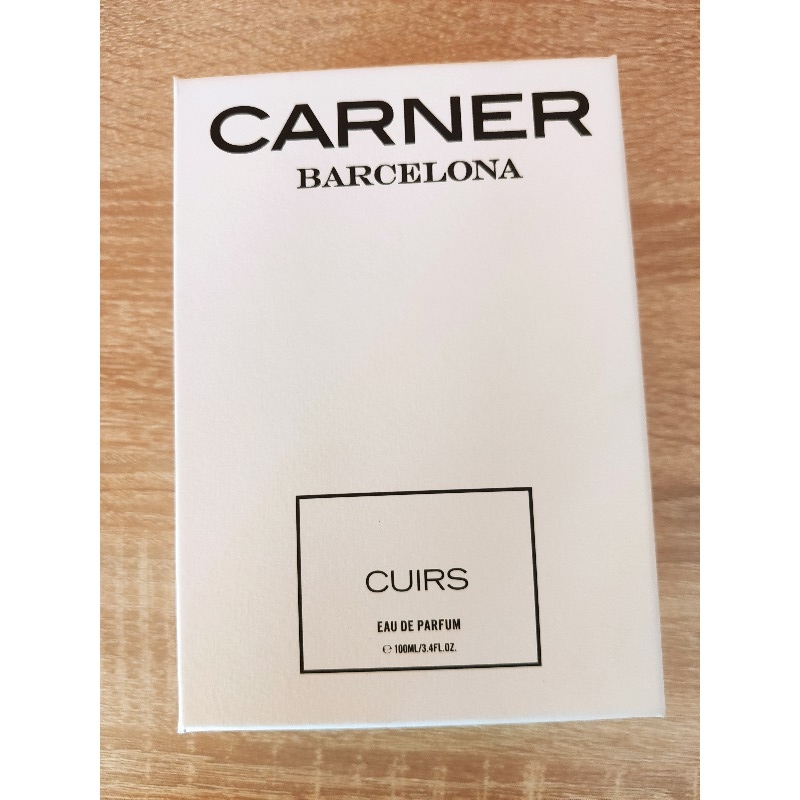 CARNER
BARCELONA
CUIRS
EAU DE PARFUM
℮ 100ML/3.4FL.OZ.